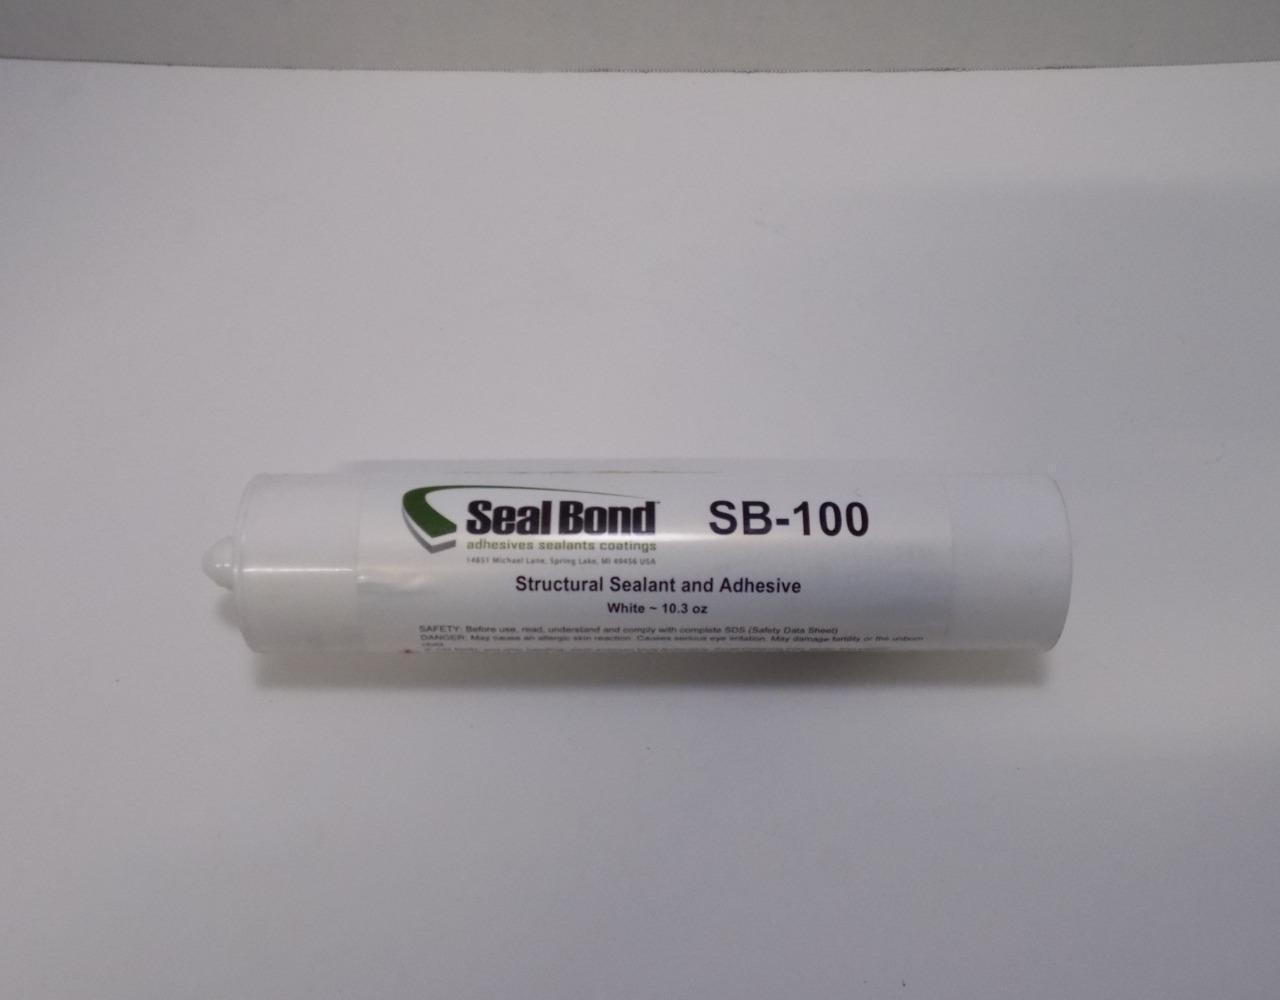 Seal Bond™ SB-100
adhesives sealants coatings
14851 Michael Lane, Spring Lake, MI 49456 USA
Structural Sealant and Adhesive
White ~ 10.3 oz
SAFETY: Before use, read, understand and comply with complete SDS (Safety Data Sheet)
DANGER: May cause an allergic skin reaction. Causes serious eye irritation. May damage fertility or the unborn
child.